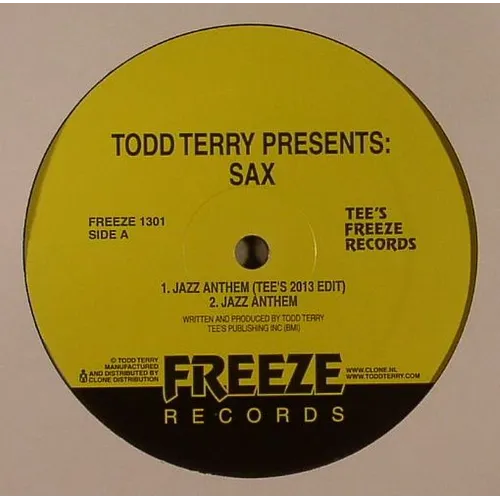 TODD TERRY PRESENTS:
SAX
FREEZE 1301
SIDE A
TEE'S
FREEZE
RECORDS
1. JAZZ ANTHEM (TEE'S 2013 EDIT)
2. JAZZ ANTHEM
WRITTEN AND PRODUCED BY TODD TERRY
TEE'S PUBLISHING INC (BMI)
© TODD TERRY
MANUFACTURED
AND DISTRIBUTED BY
CLONE DISTRIBUTION
FREEZE
WWW.CLONE.NL
WWW.TODDTERRY.COM
RECORDS